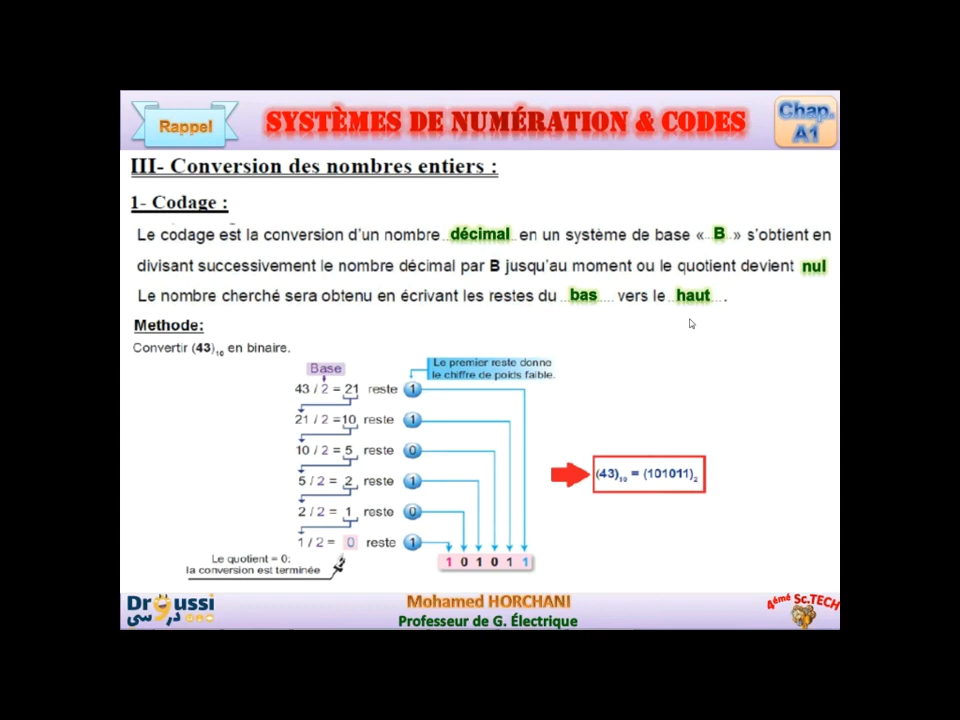 Rappel
SYSTÈMES DE NUMÉRATION & CODES
Chap.
A1
III- Conversion des nombres entiers :
1- Codage :
Le codage est la conversion d'un nombre décimal en un système de base « B » s'obtient en
divisant successivement le nombre décimal par B jusqu'au moment ou le quotient devient nul
Le nombre cherché sera obtenu en écrivant les restes du bas vers le haut .
Methode:
Convertir (43)₁₀ en binaire.
Base
Le premier reste donne
le chiffre de poids faible.
43 / 2 = 21 reste 1
21 / 2 =10 reste 1
10 / 2 = 5 reste 0
5 / 2 = 2 reste 1
2 / 2 = 1 reste 0
1 / 2 = 0 reste 1
(43)₁₀ = (101011)₂
Le quotient = 0:
la conversion est terminée
1 0 1 0 1 1
Dr ussi
درسي
Mohamed HORCHANI
Professeur de G. Électrique
4émé Sc.TECH